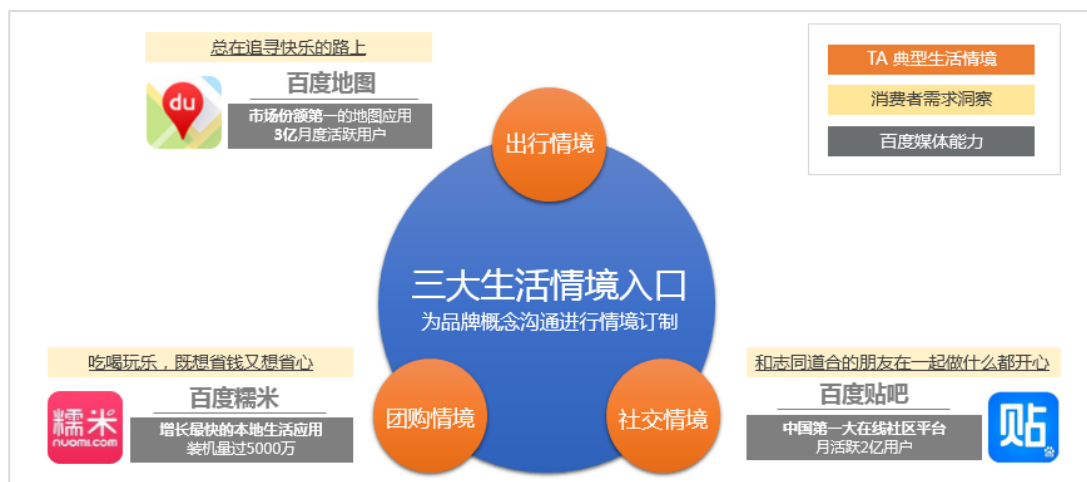 总在追寻快乐的路上
百度地图
du
市场份额第一的地图应用
3亿月度活跃用户
出行情境
TA 典型生活情境
消费者需求洞察
百度媒体能力
三大生活情境入口
为品牌概念沟通进行情境订制
吃喝玩乐，既想省钱又想省心
百度糯米
糯米
nuomi.com
增长最快的本地生活应用
装机量过5000万
团购情境
社交情境
和志同道合的朋友在一起做什么都开心
百度贴吧
中国第一大在线社区平台
月活跃2亿用户
贴